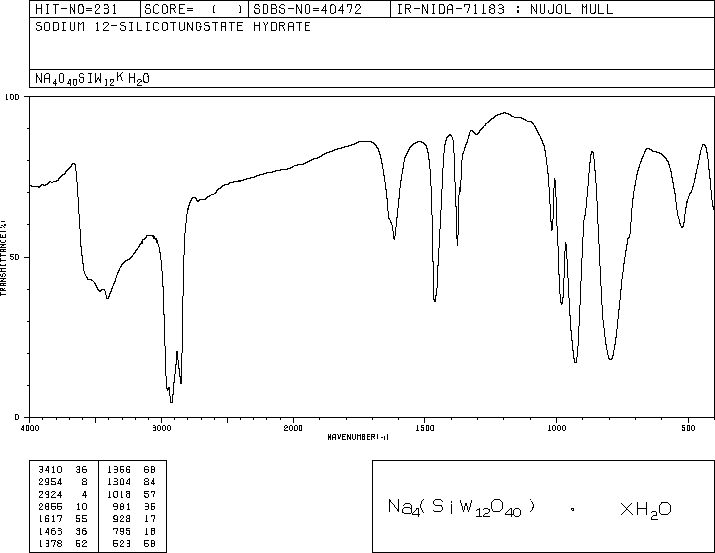 HIT-NO=231 SCORE= ( ) SDBS-NO=40472 IR-NIDA-71183 : NUJOL MULL
SODIUM 12-SILICOTUNGSTATE HYDRATE
NA4O40SIW12K H2O
100
50
0
TRANSMITTANCE(%)
4000 3000 2000 1500 1000 500
WAVENUMBER(-1)
3410 36 1366 68
2954 8 1304 84
2924 4 1018 57
2866 10 981 35
1617 55 928 17
1463 36 795 18
1378 52 523 58
Na4(SiW12O40) · XH2O